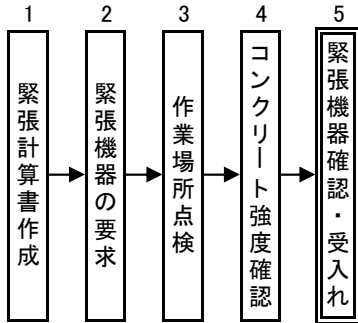 1
緊張計算書作成
2
緊張機器の要求
3
作業場所点検
4
コンクリート強度確認
5
緊張機器確認・受入れ